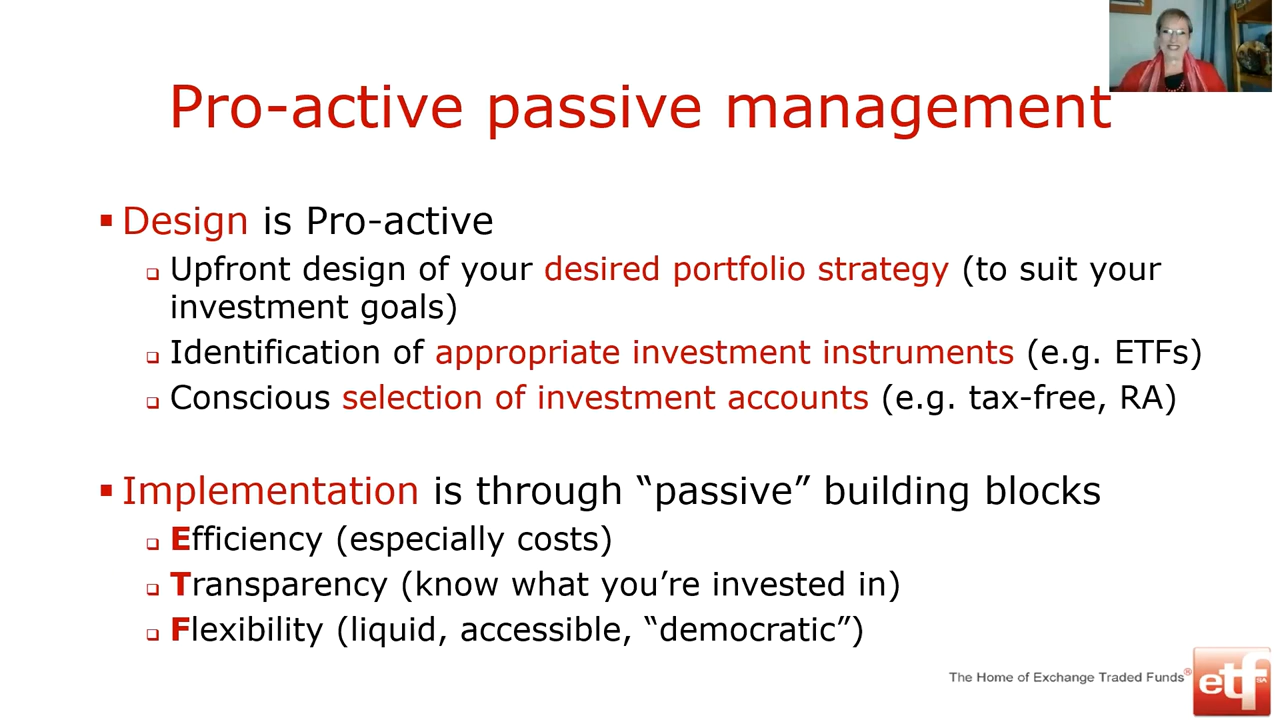 Pro-active passive management
Design is Pro-active
Upfront design of your desired portfolio strategy (to suit your
investment goals)
Identification of appropriate investment instruments (e.g. ETFs)
Conscious selection of investment accounts (e.g. tax-free, RA)
Implementation is through “passive” building blocks
Efficiency (especially costs)
Transparency (know what you’re invested in)
Flexibility (liquid, accessible, “democratic”)
The Home of Exchange Traded Funds®
etfSA